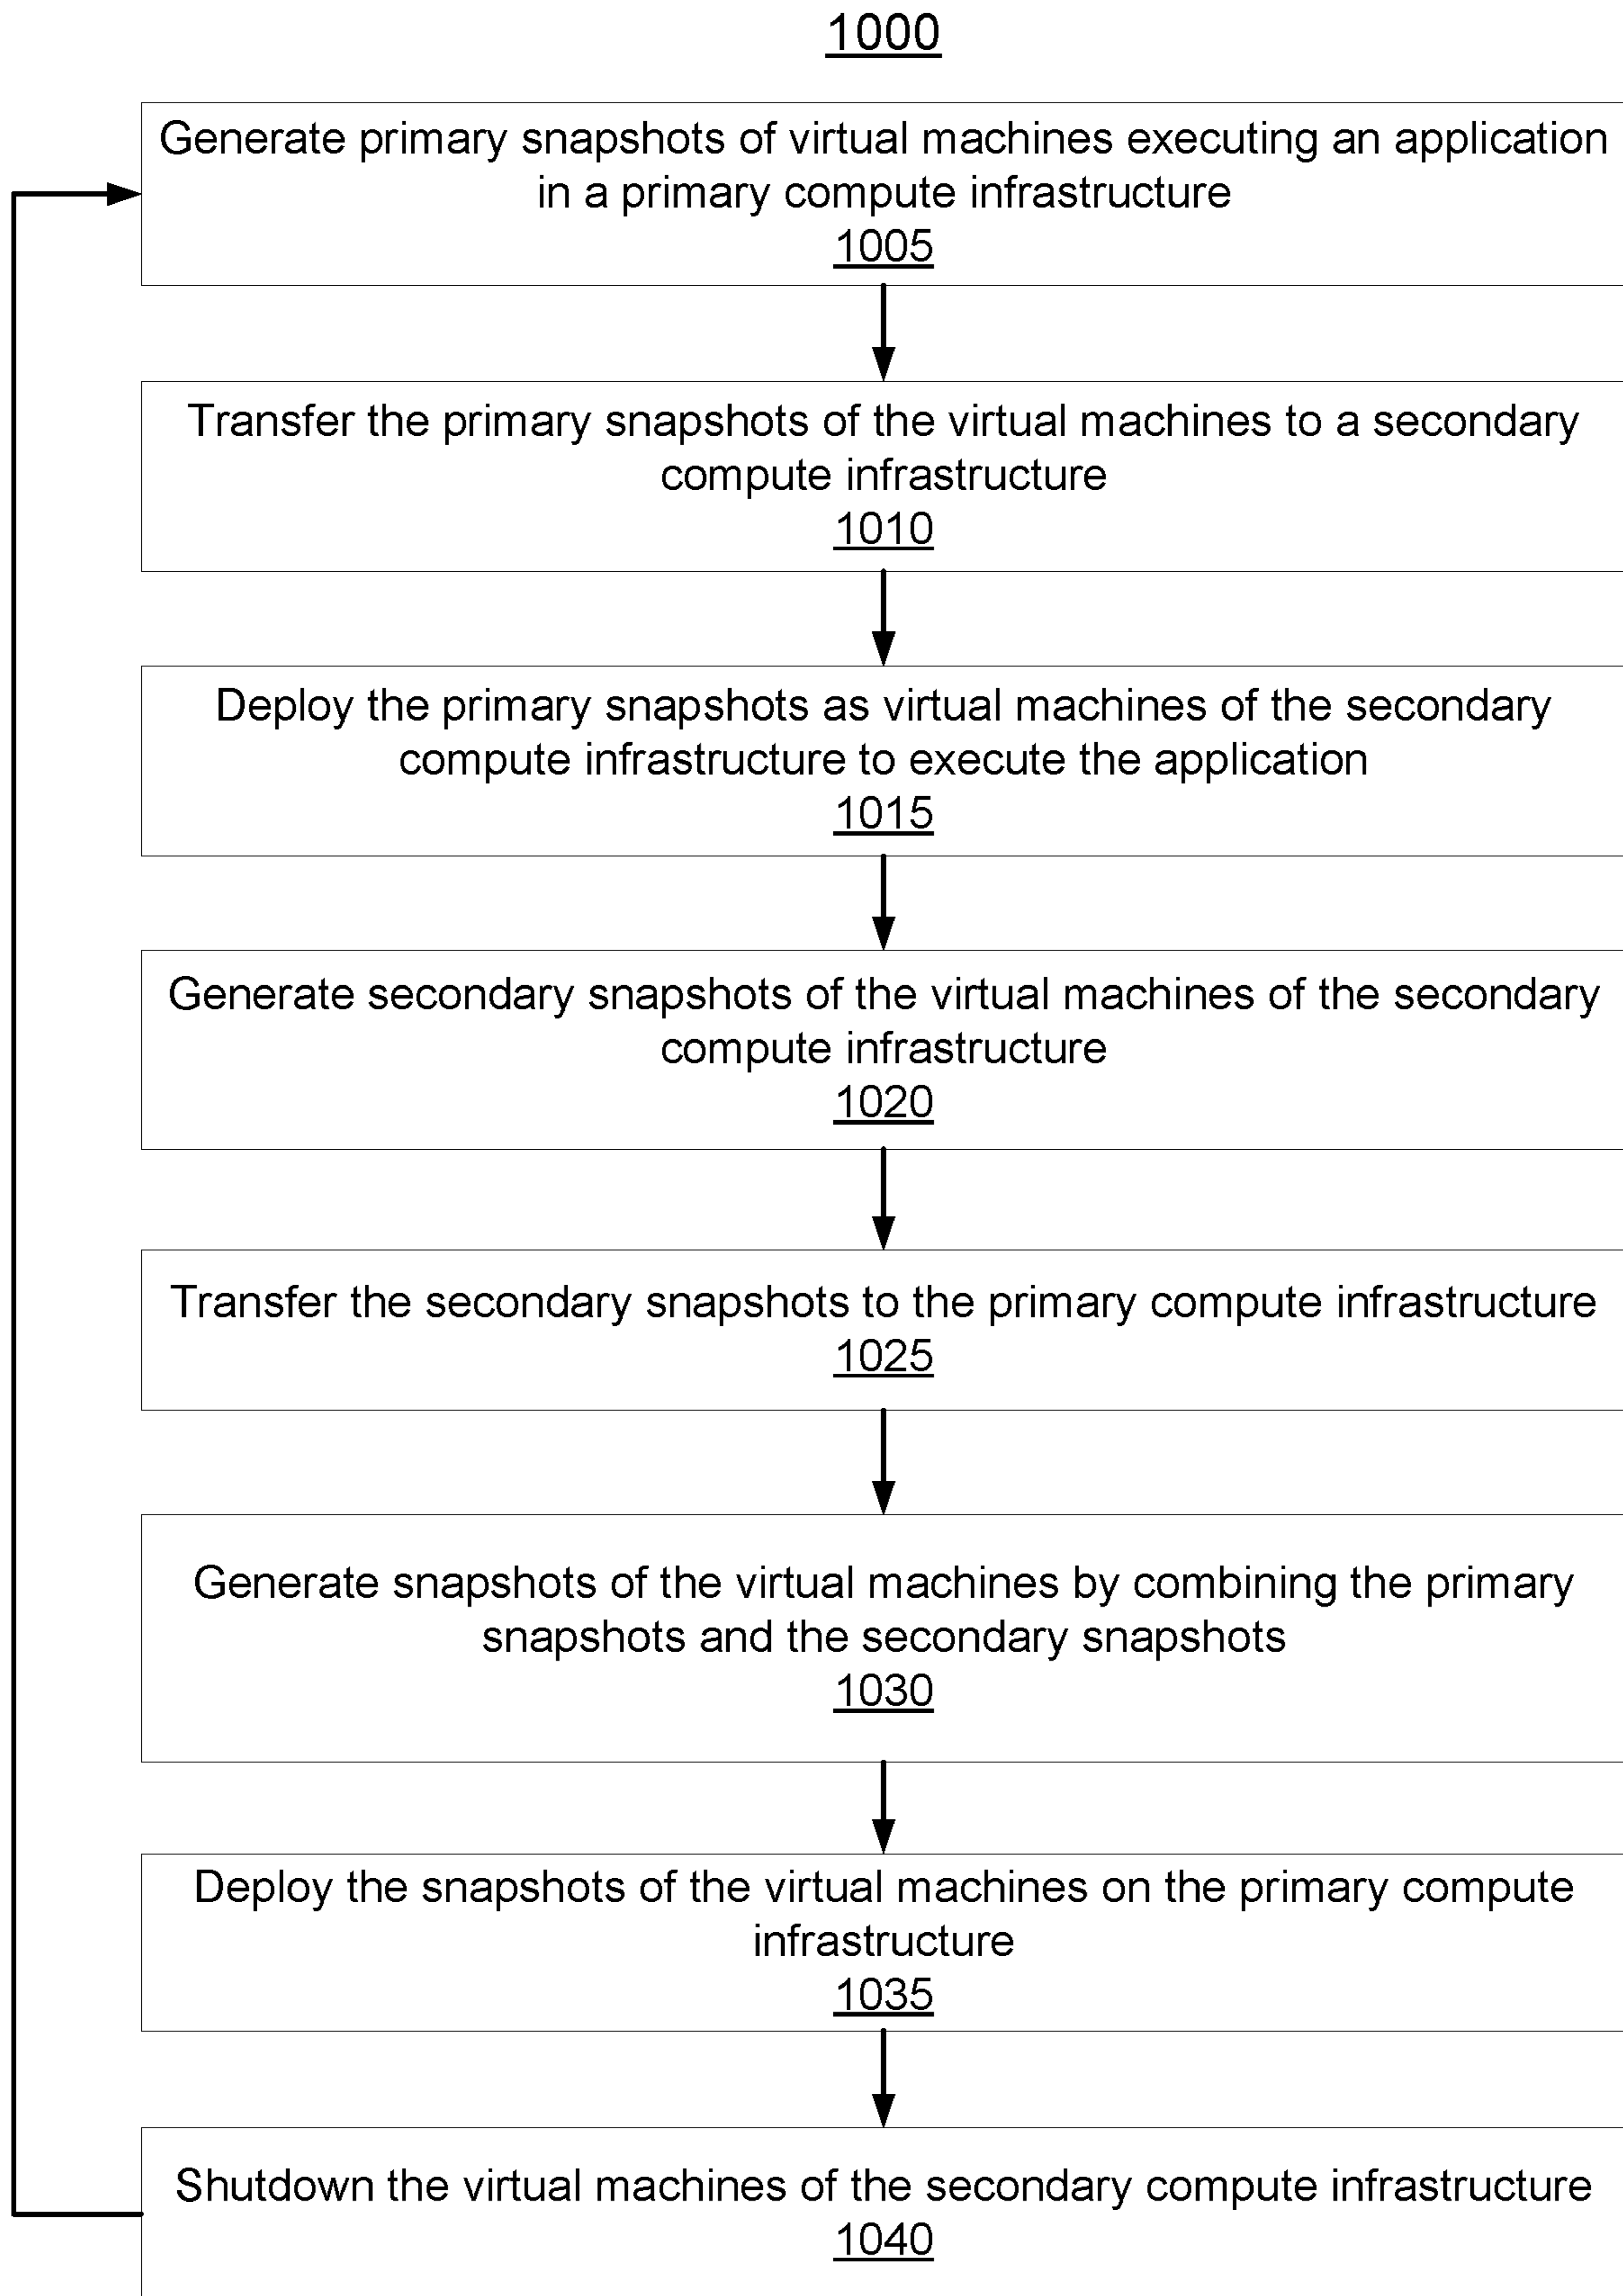 1000
Generate primary snapshots of virtual machines executing an application
in a primary compute infrastructure
1005
Transfer the primary snapshots of the virtual machines to a secondary
compute infrastructure
1010
Deploy the primary snapshots as virtual machines of the secondary
compute infrastructure to execute the application
1015
Generate secondary snapshots of the virtual machines of the secondary
compute infrastructure
1020
Transfer the secondary snapshots to the primary compute infrastructure
1025
Generate snapshots of the virtual machines by combining the primary
snapshots and the secondary snapshots
1030
Deploy the snapshots of the virtual machines on the primary compute
infrastructure
1035
Shutdown the virtual machines of the secondary compute infrastructure
1040